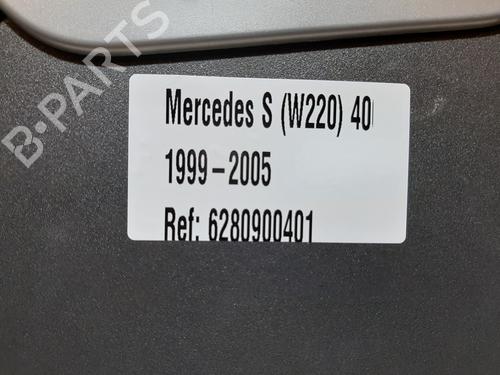 B-PARTS
Mercedes S (W220) 40
1999-2005
Ref: 6280900401